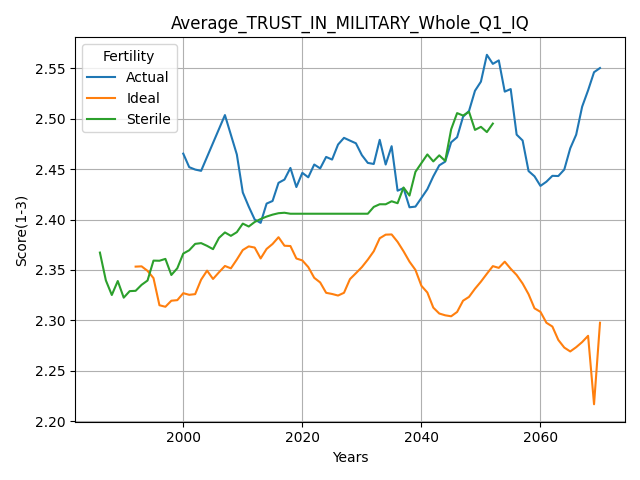 Average_TRUST_IN_MILITARY_Whole_Q1_IQ
Fertility
Actual
Ideal
Sterile
Score(1-3)
2.55
2.50
2.45
2.40
2.35
2.30
2.25
2.20
2000
2020
2040
2060
Years